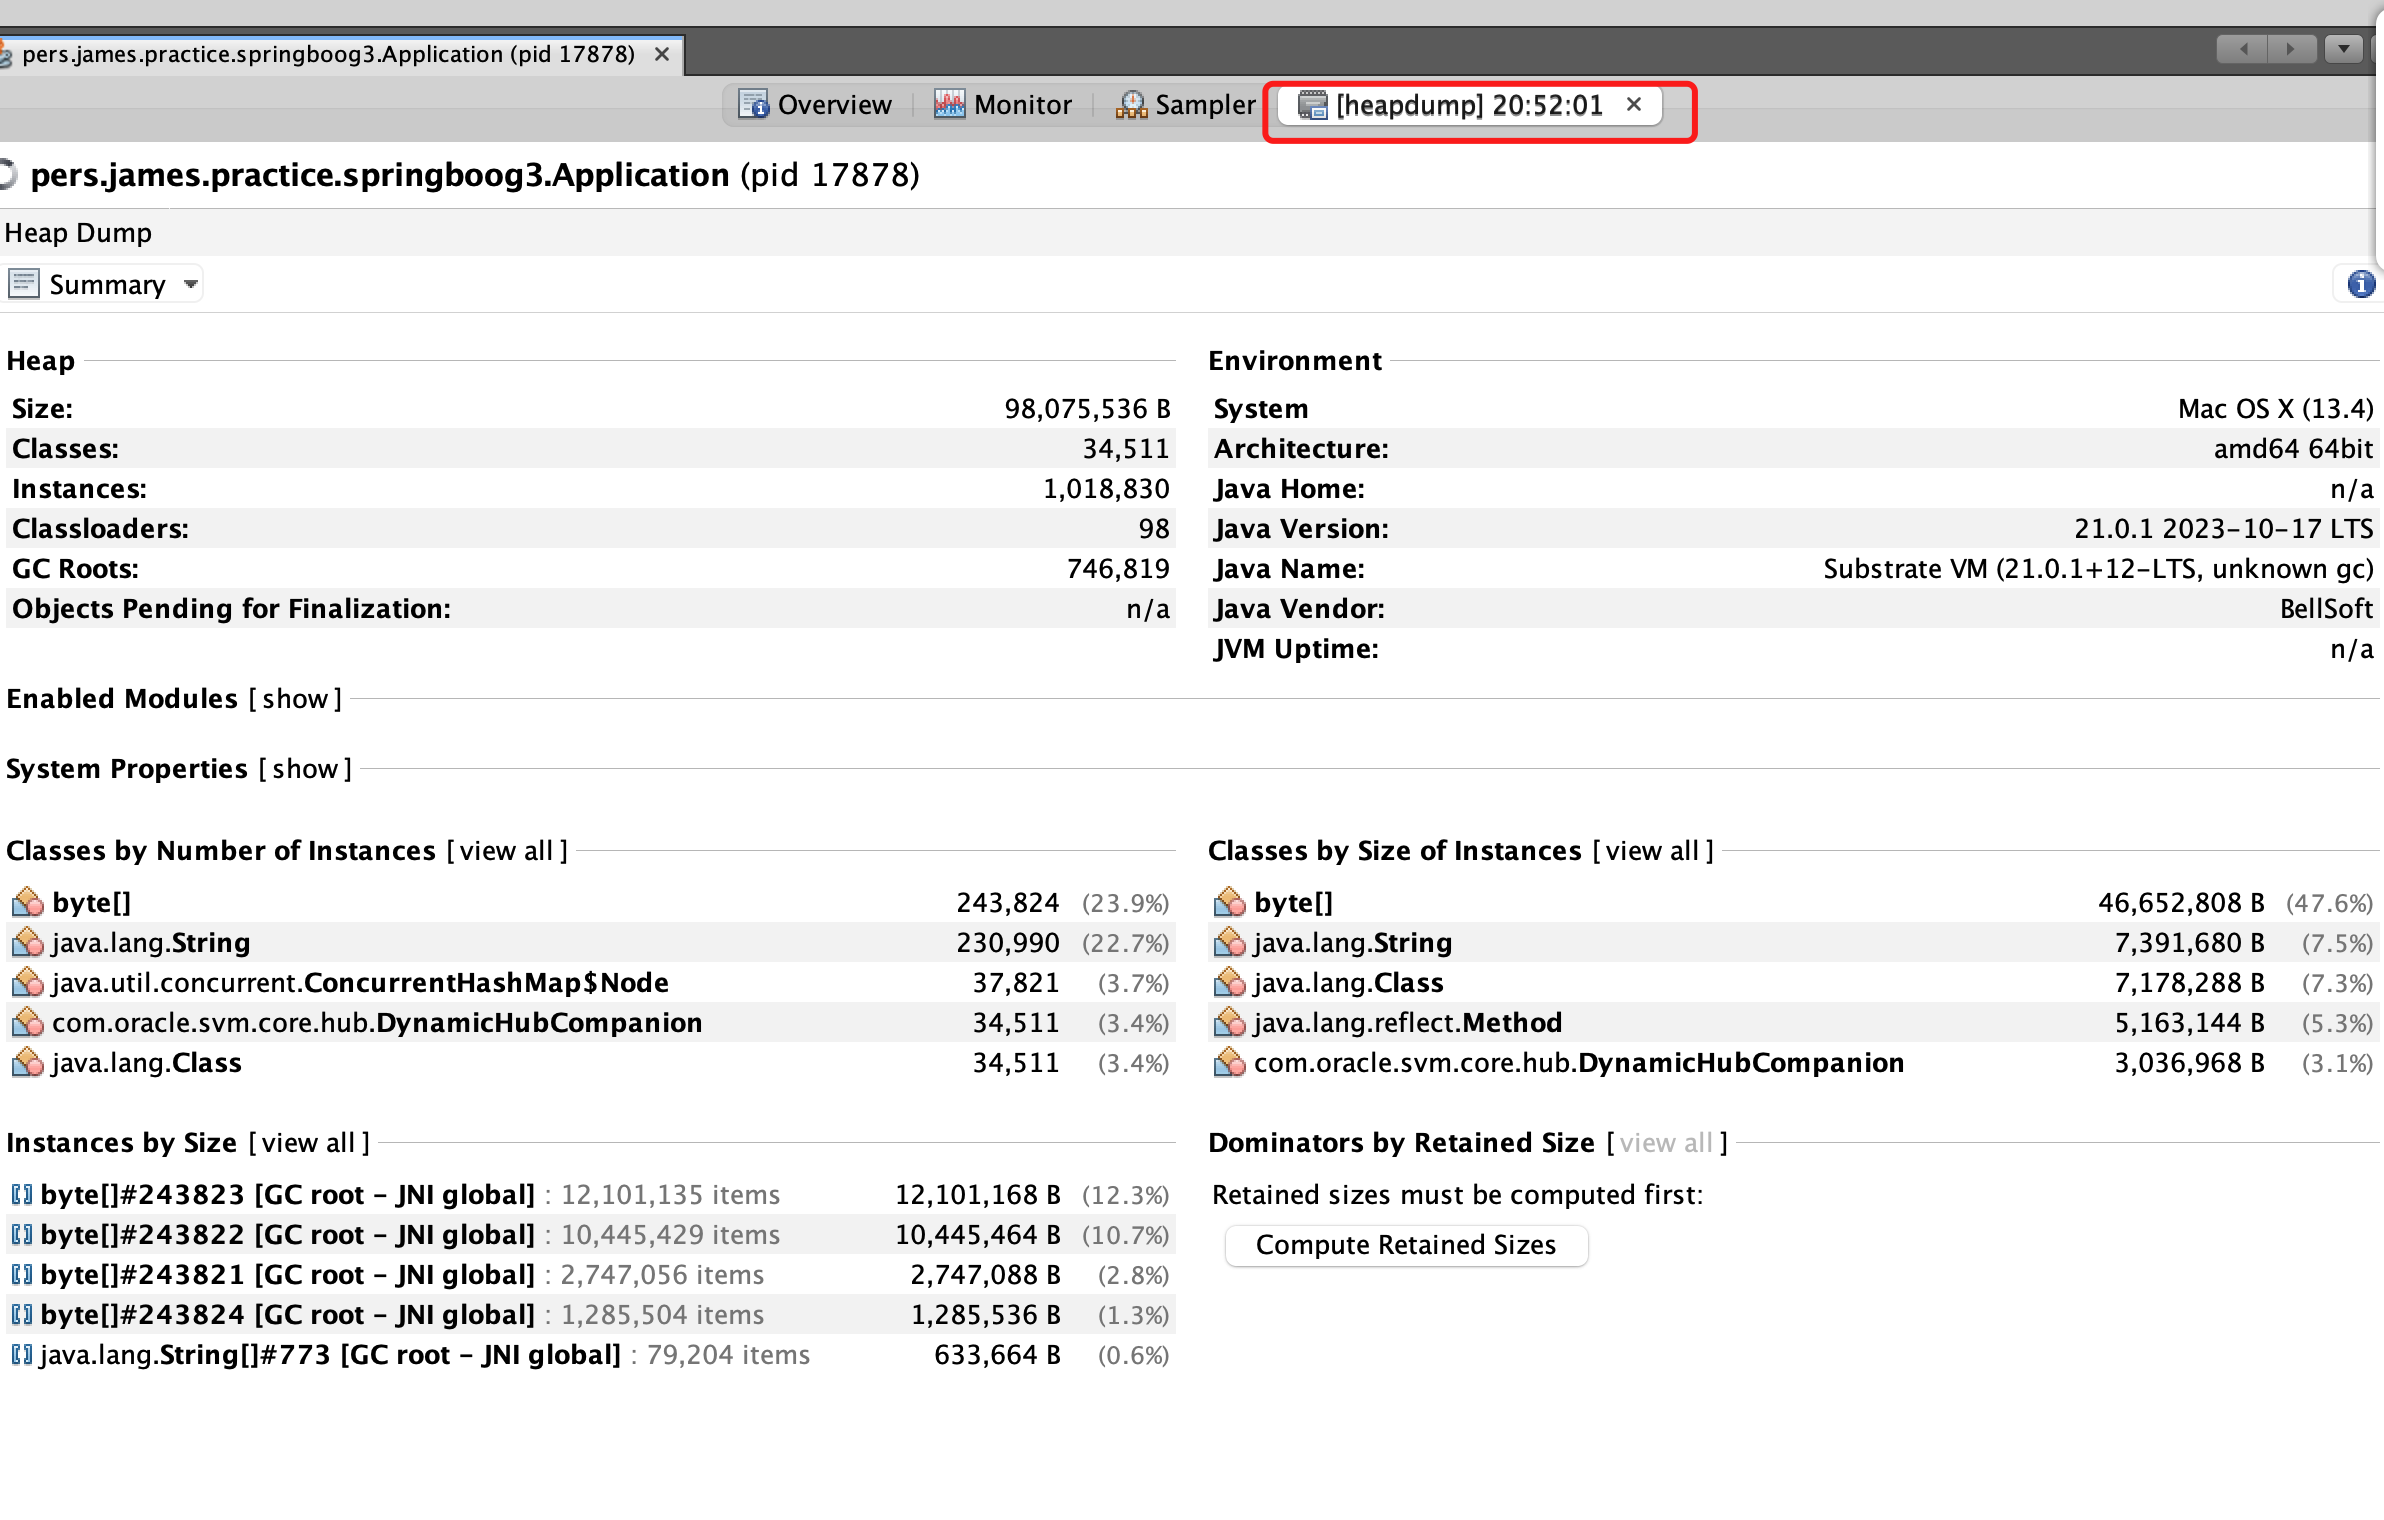 pers.james.practice.springboog3.Application (pid 17878)
Overview Monitor Sampler [heapdump] 20:52:01
pers.james.practice.springboog3.Application (pid 17878)
Heap Dump
Summary
Heap
Size: 98,075,536 B
Classes: 34,511
Instances: 1,018,830
Classloaders: 98
GC Roots: 746,819
Objects Pending for Finalization: n/a
Environment
System Mac OS X (13.4)
Architecture: amd64 64bit
Java Home: n/a
Java Version: 21.0.1 2023-10-17 LTS
Java Name: Substrate VM (21.0.1+12-LTS, unknown gc)
Java Vendor: BellSoft
JVM Uptime: n/a
Enabled Modules [show]
System Properties [show]
Classes by Number of Instances [view all]
byte[] 243,824 (23.9%)
java.lang.String 230,990 (22.7%)
java.util.concurrent.ConcurrentHashMap$Node 37,821 (3.7%)
com.oracle.svm.core.hub.DynamicHubCompanion 34,511 (3.4%)
java.lang.Class 34,511 (3.4%)
Classes by Size of Instances [view all]
byte[] 46,652,808 B (47.6%)
java.lang.String 7,391,680 B (7.5%)
java.lang.Class 7,178,288 B (7.3%)
java.lang.reflect.Method 5,163,144 B (5.3%)
com.oracle.svm.core.hub.DynamicHubCompanion 3,036,968 B (3.1%)
Instances by Size [view all]
byte[]#243823 [GC root - JNI global] : 12,101,135 items 12,101,168 B (12.3%)
byte[]#243822 [GC root - JNI global] : 10,445,429 items 10,445,464 B (10.7%)
byte[]#243821 [GC root - JNI global] : 2,747,056 items 2,747,088 B (2.8%)
byte[]#243824 [GC root - JNI global] : 1,285,504 items 1,285,536 B (1.3%)
java.lang.String[]#773 [GC root - JNI global] : 79,204 items 633,664 B (0.6%)
Dominators by Retained Size [view all]
Retained sizes must be computed first:
Compute Retained Sizes